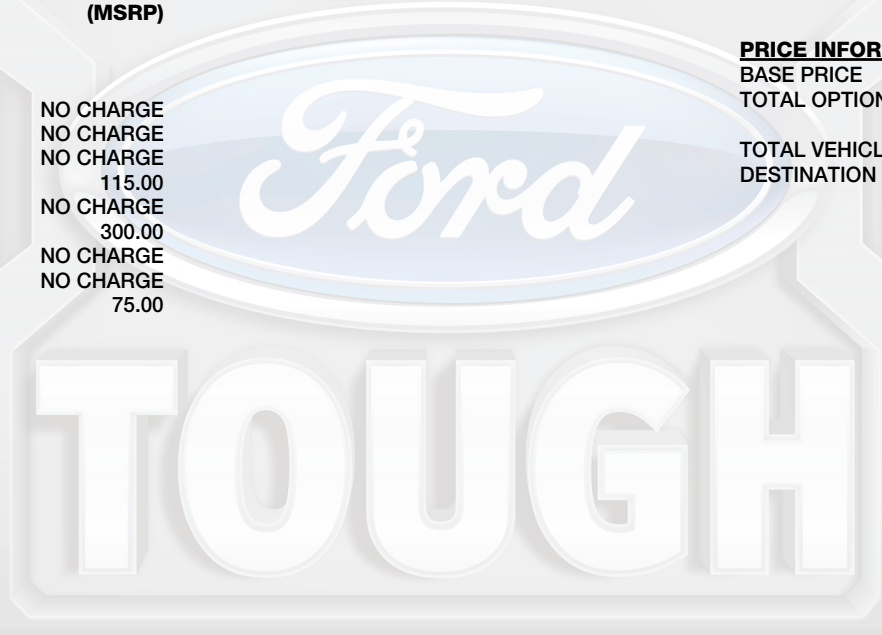 (MSRP)
NO CHARGE
NO CHARGE
NO CHARGE
115.00
NO CHARGE
300.00
NO CHARGE
NO CHARGE
75.00
PRICE INFOR
BASE PRICE
TOTAL OPTION
TOTAL VEHICL
DESTINATION
Ford
TOUGH